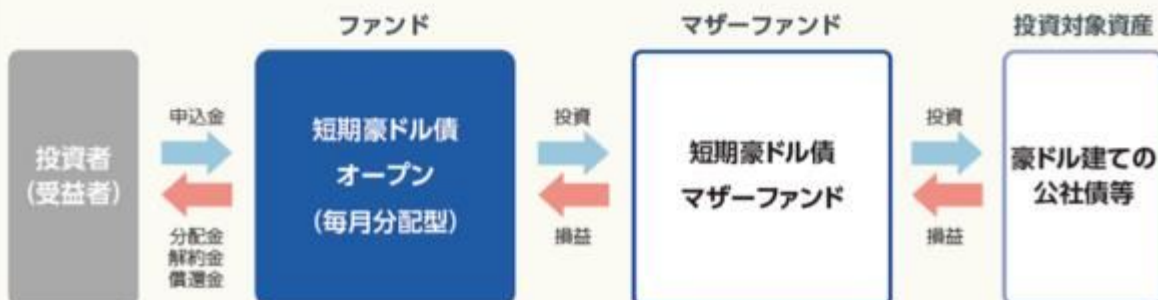 ファンド
マザーファンド
投資対象資産
投資者
(受益者)
申込金
分配金
解約金
償還金
短期豪ドル債
オープン
(毎月分配型)
投資
損益
短期豪ドル債
マザーファンド
投資
損益
豪ドル建ての
公社債等